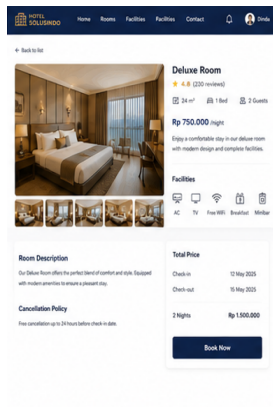 HOTEL
SOLUSINDO
Home
Rooms
Facilities
Facilities
Contact
Dinda
← Back to list
Deluxe Room
★ 4.8 (230 reviews)
24 m²
1 Bed
2 Guests
Rp 750.000 /night
Enjoy a comfortable stay in our deluxe room
with modern design and complete facilities.
Facilities
AC
TV
Free WiFi
Breakfast
Minibar
Room Description
Our Deluxe Room offers the perfect blend of comfort and style. Equipped
with modern amenities to ensure a pleasant stay.
Cancellation Policy
Free cancellation up to 24 hours before check-in date.
Total Price
Check-in 12 May 2025
Check-out 15 May 2025
2 Nights Rp 1.500.000
Book Now